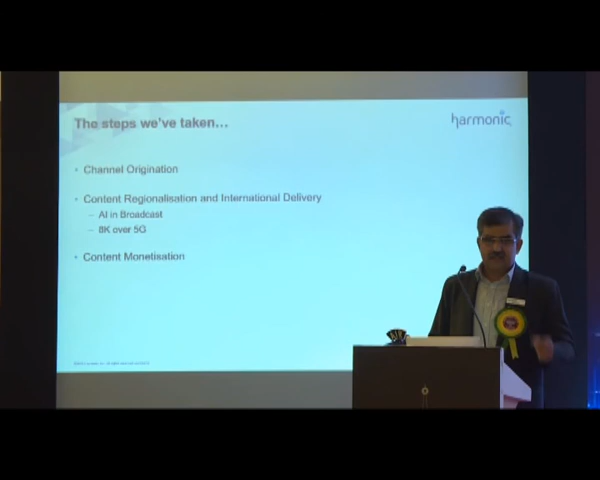 The steps we've taken...
harmonic
• Channel Origination
• Content Regionalisation and International Delivery
– AI in Broadcast
– 8K over 5G
• Content Monetisation